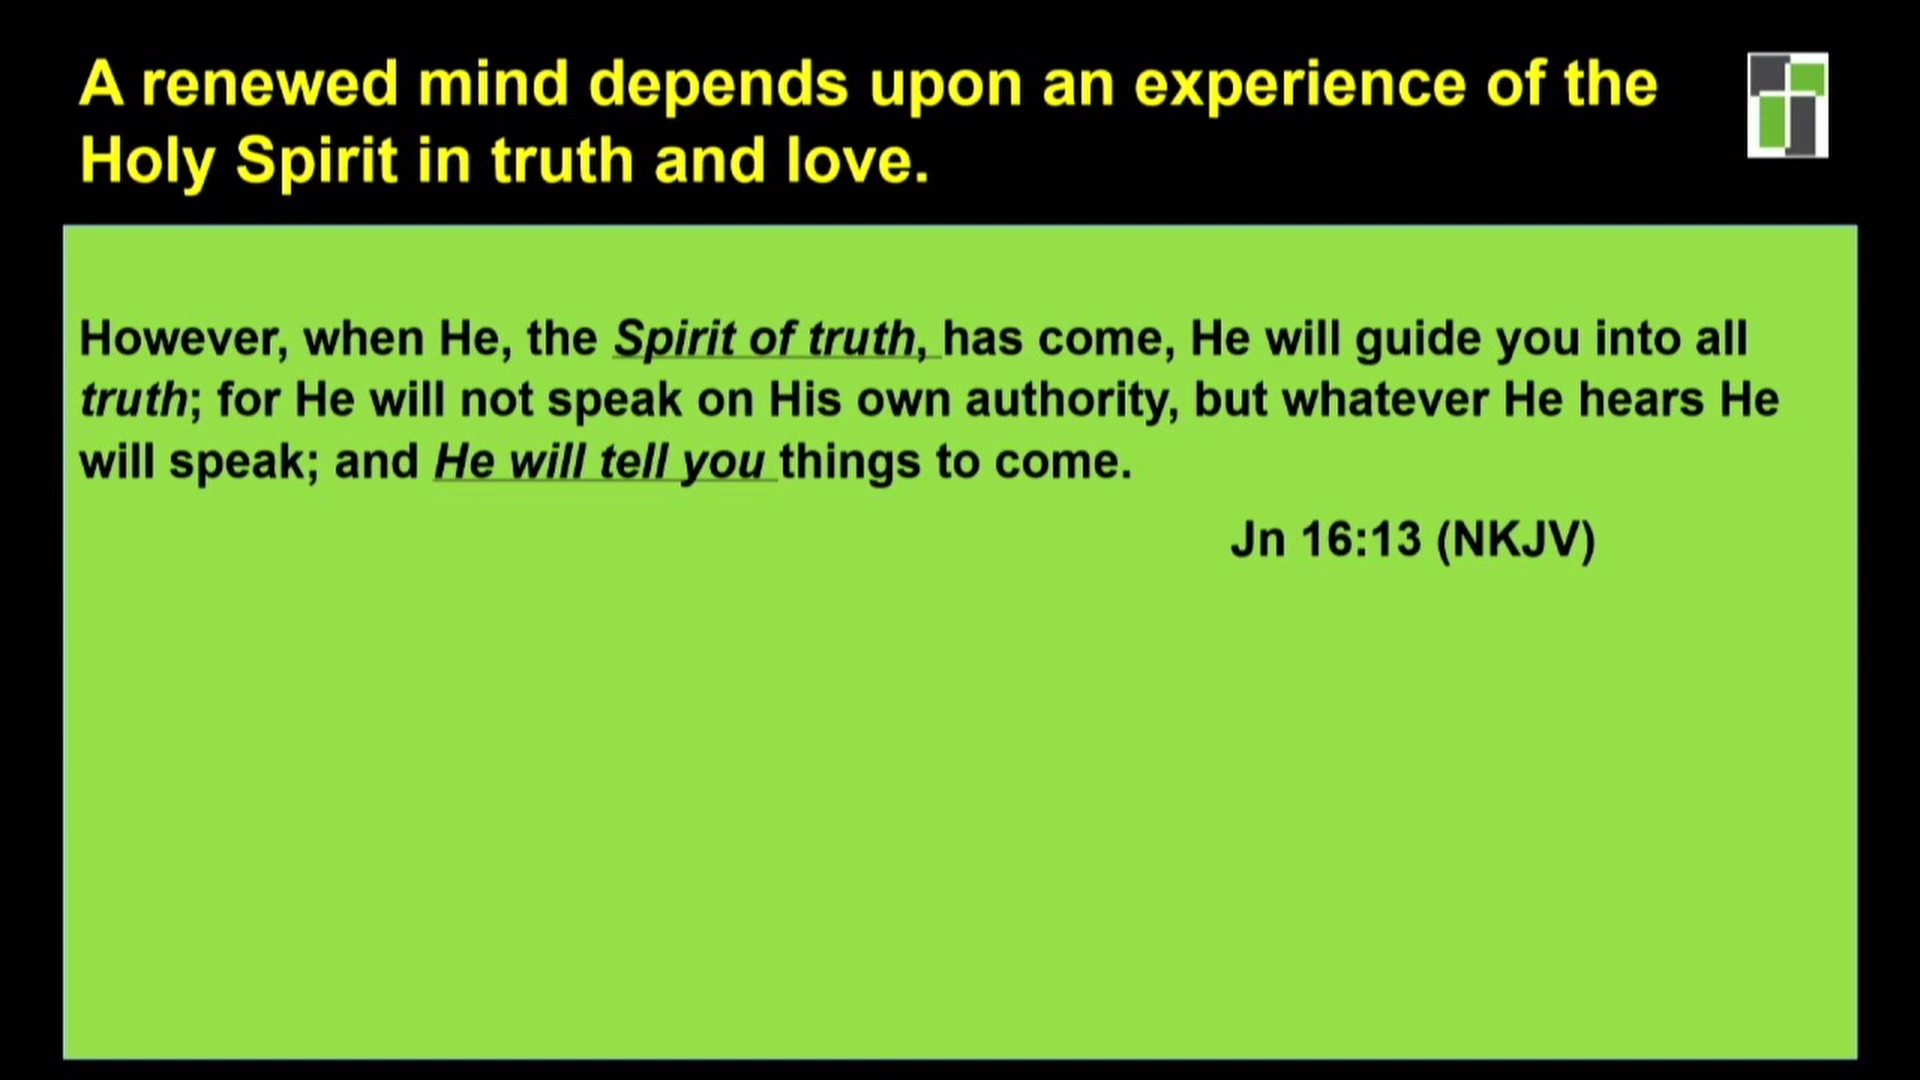 A renewed mind depends upon an experience of the
Holy Spirit in truth and love.
However, when He, the Spirit of truth, has come, He will guide you into all
truth; for He will not speak on His own authority, but whatever He hears He
will speak; and He will tell you things to come.
Jn 16:13 (NKJV)